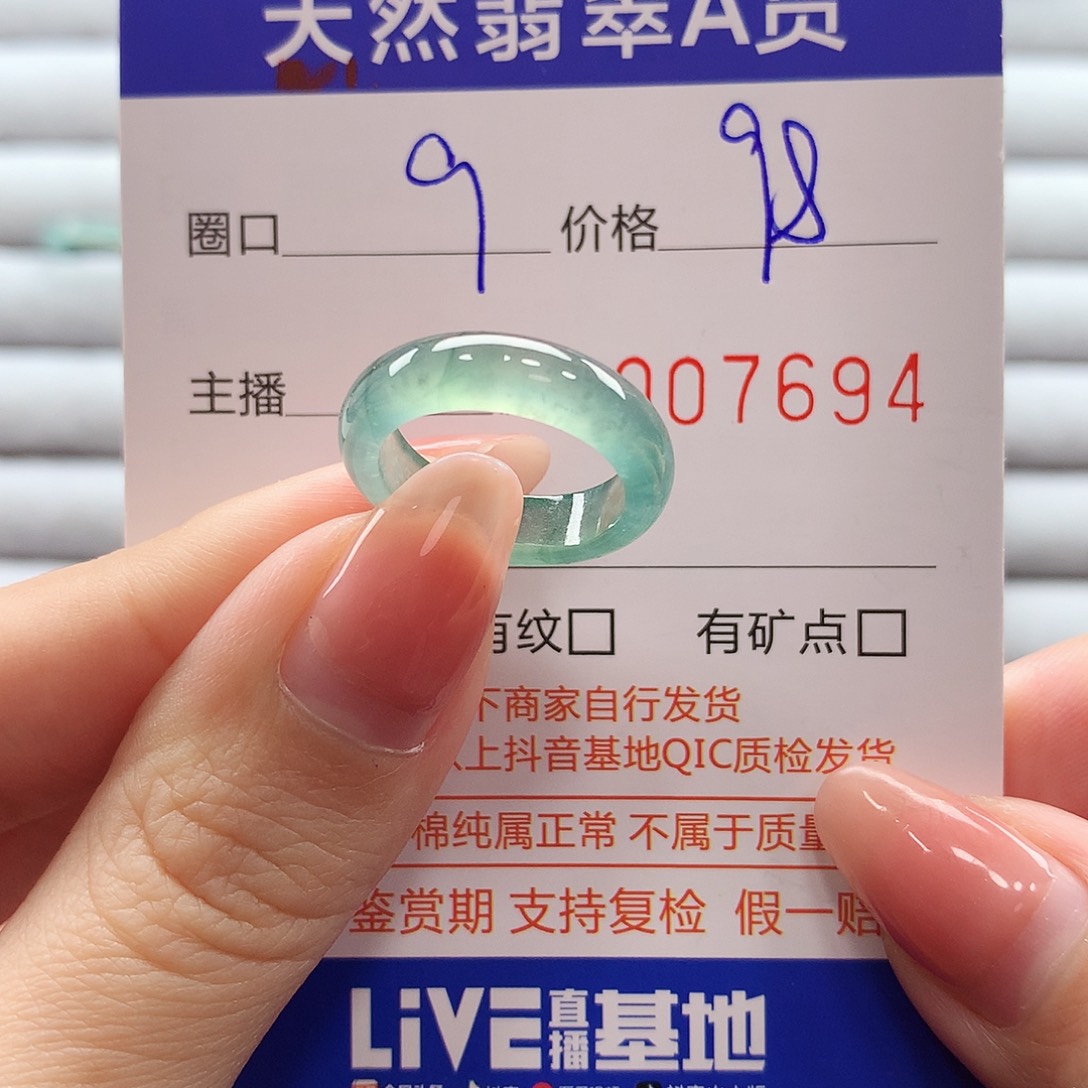 天然翡翠A货
圈口 9 价格 98
主播 007694
有纹□ 有矿点□
下商家自行发货
以上抖音基地QIC质检发货
棉纯属正常 不属于质量
鉴赏期 支持复检 假一赔
LiVE直播基地